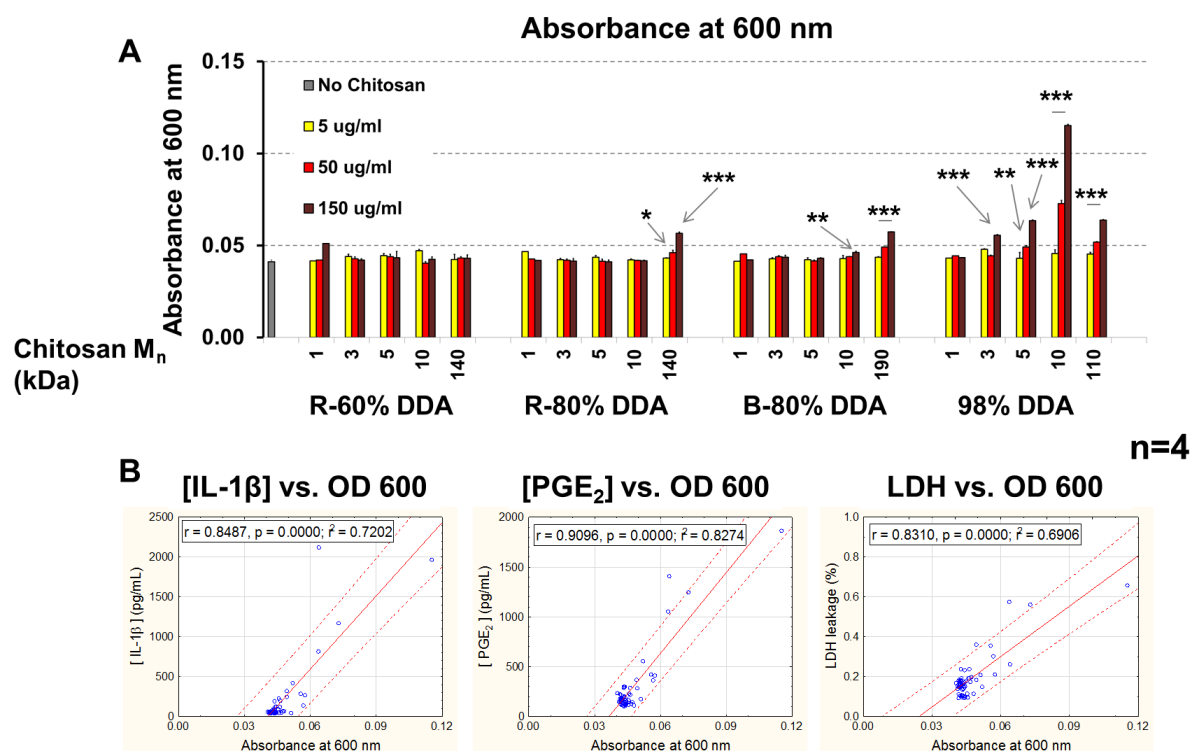 Absorbance at 600 nm
A
Absorbance at 600 nm
0.15
0.10
0.05
0.00
No Chitosan
5 ug/ml
50 ug/ml
150 ug/ml
* *** ** *** *** ** *** *** ***
Chitosan Mn
(kDa)
1 3 5 10 140 1 3 5 10 140 1 3 5 10 190 1 3 5 10 110
R-60% DDA R-80% DDA B-80% DDA 98% DDA
n=4
B
[IL-1β] vs. OD 600
r = 0.8487, p = 0.0000; r² = 0.7202
[ IL-1β ] (pg/mL)
2500
2000
1500
1000
500
0
0.00 0.03 0.06 0.09 0.12
Absorbance at 600 nm
[PGE₂] vs. OD 600
r = 0.9096, p = 0.0000; r² = 0.8274
[ PGE₂ ] (pg/mL)
2000
1500
1000
500
0
0.00 0.03 0.06 0.09 0.12
Absorbance at 600 nm
LDH vs. OD 600
r = 0.8310, p = 0.0000; r² = 0.6906
LDH leakage (%)
1.0
0.8
0.6
0.4
0.2
0.0
0.00 0.03 0.06 0.09 0.12
Absorbance at 600 nm